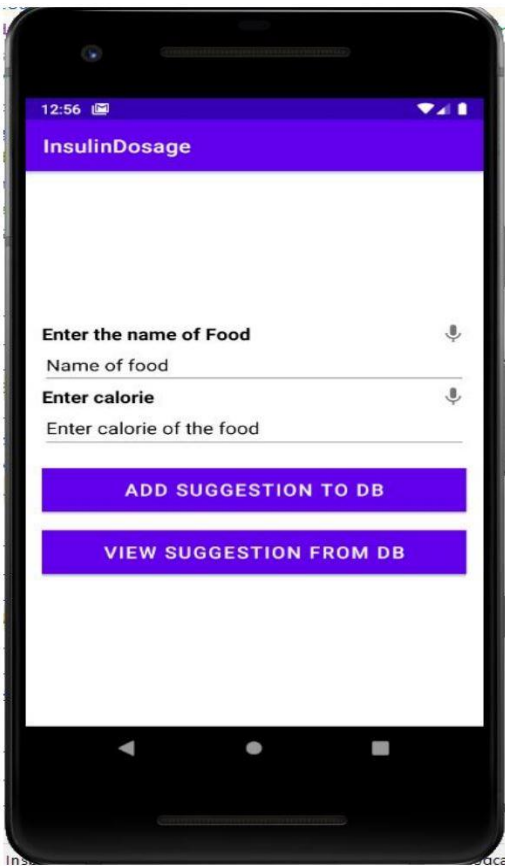 12:56
InsulinDosage
Enter the name of Food
Name of food
Enter calorie
Enter calorie of the food
ADD SUGGESTION TO DB
VIEW SUGGESTION FROM DB